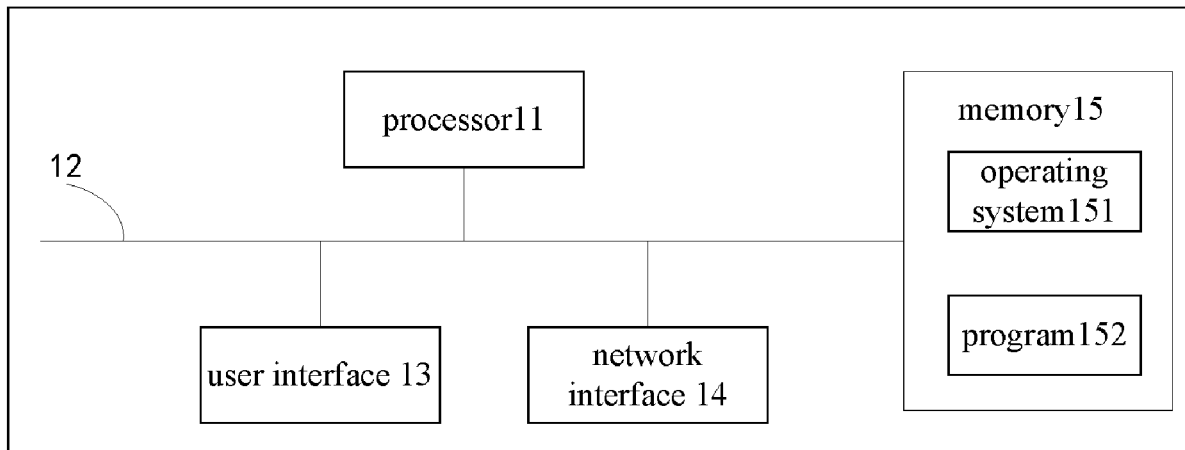 processor11
memory15
12
operating
system151
user interface 13
network
interface 14
program152